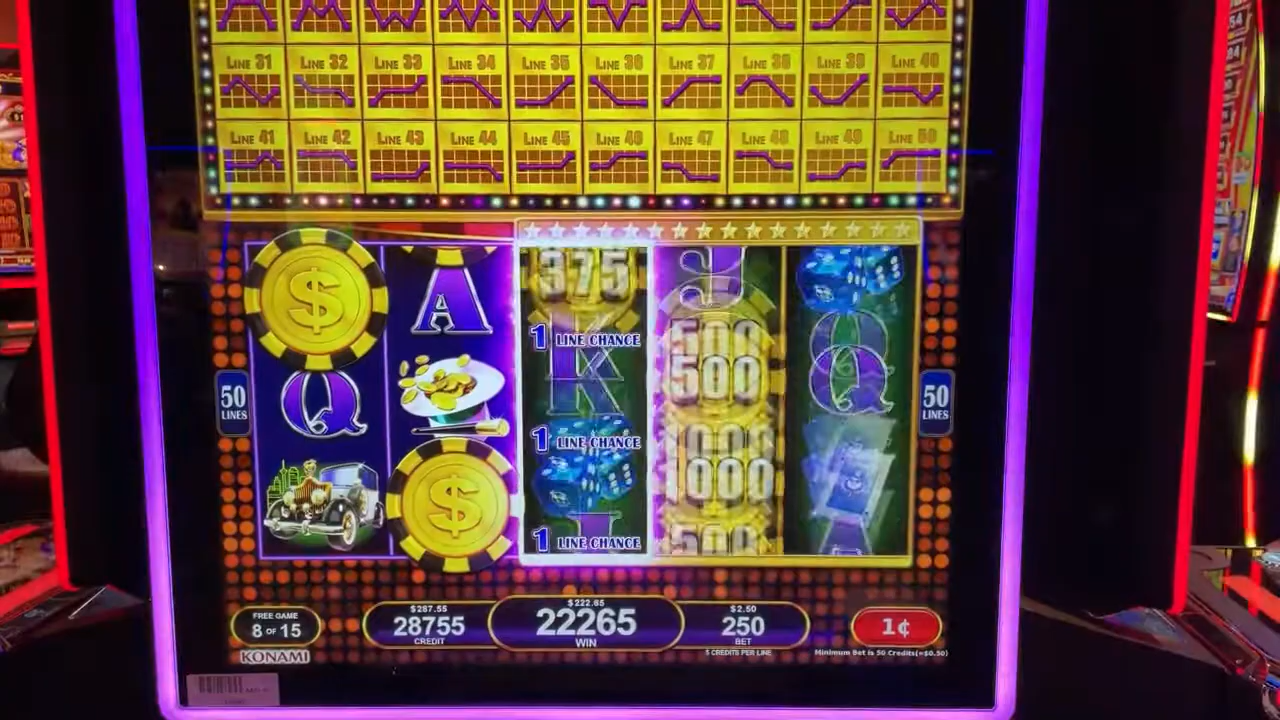 LINE 31 LINE 32 LINE 33 LINE 34 LINE 35 LINE 36 LINE 37 LINE 38 LINE 39 LINE 40
LINE 41 LINE 42 LINE 43 LINE 44 LINE 45 LINE 46 LINE 47 LINE 48 LINE 49 LINE 50
$ A 375 J
1 LINE CHANCE
K 500 Q
500
50 LINES
Q
50 LINES
1 LINE CHANCE
1000
$
1 LINE CHANCE
J 500 A
FREE GAME
8 OF 15
$287.55
28755
CREDIT
$222.65
22265
WIN
$2.50
250
BET
5 CREDITS PER LINE
1¢
Minimum Bet is 50 Credits(=$0.50)
KONAMI